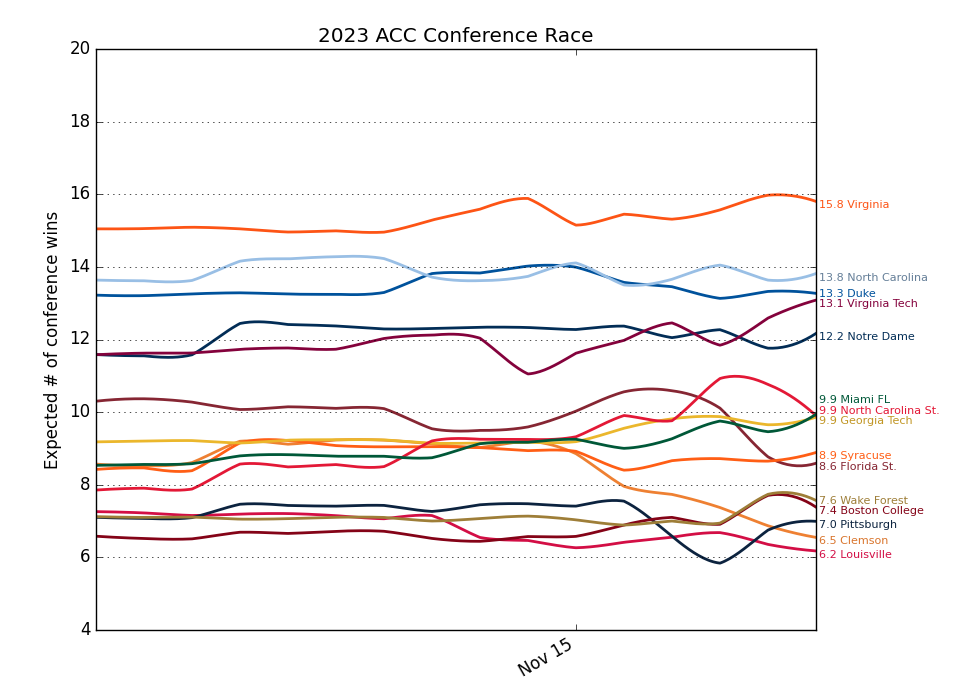 2023 ACC Conference Race
Expected # of conference wins
20
18
16
14
12
10
8
6
4
Nov 15
15.8 Virginia
13.8 North Carolina
13.3 Duke
13.1 Virginia Tech
12.2 Notre Dame
9.9 Miami FL
9.9 North Carolina St.
9.9 Georgia Tech
8.9 Syracuse
8.6 Florida St.
7.6 Wake Forest
7.4 Boston College
7.0 Pittsburgh
6.5 Clemson
6.2 Louisville